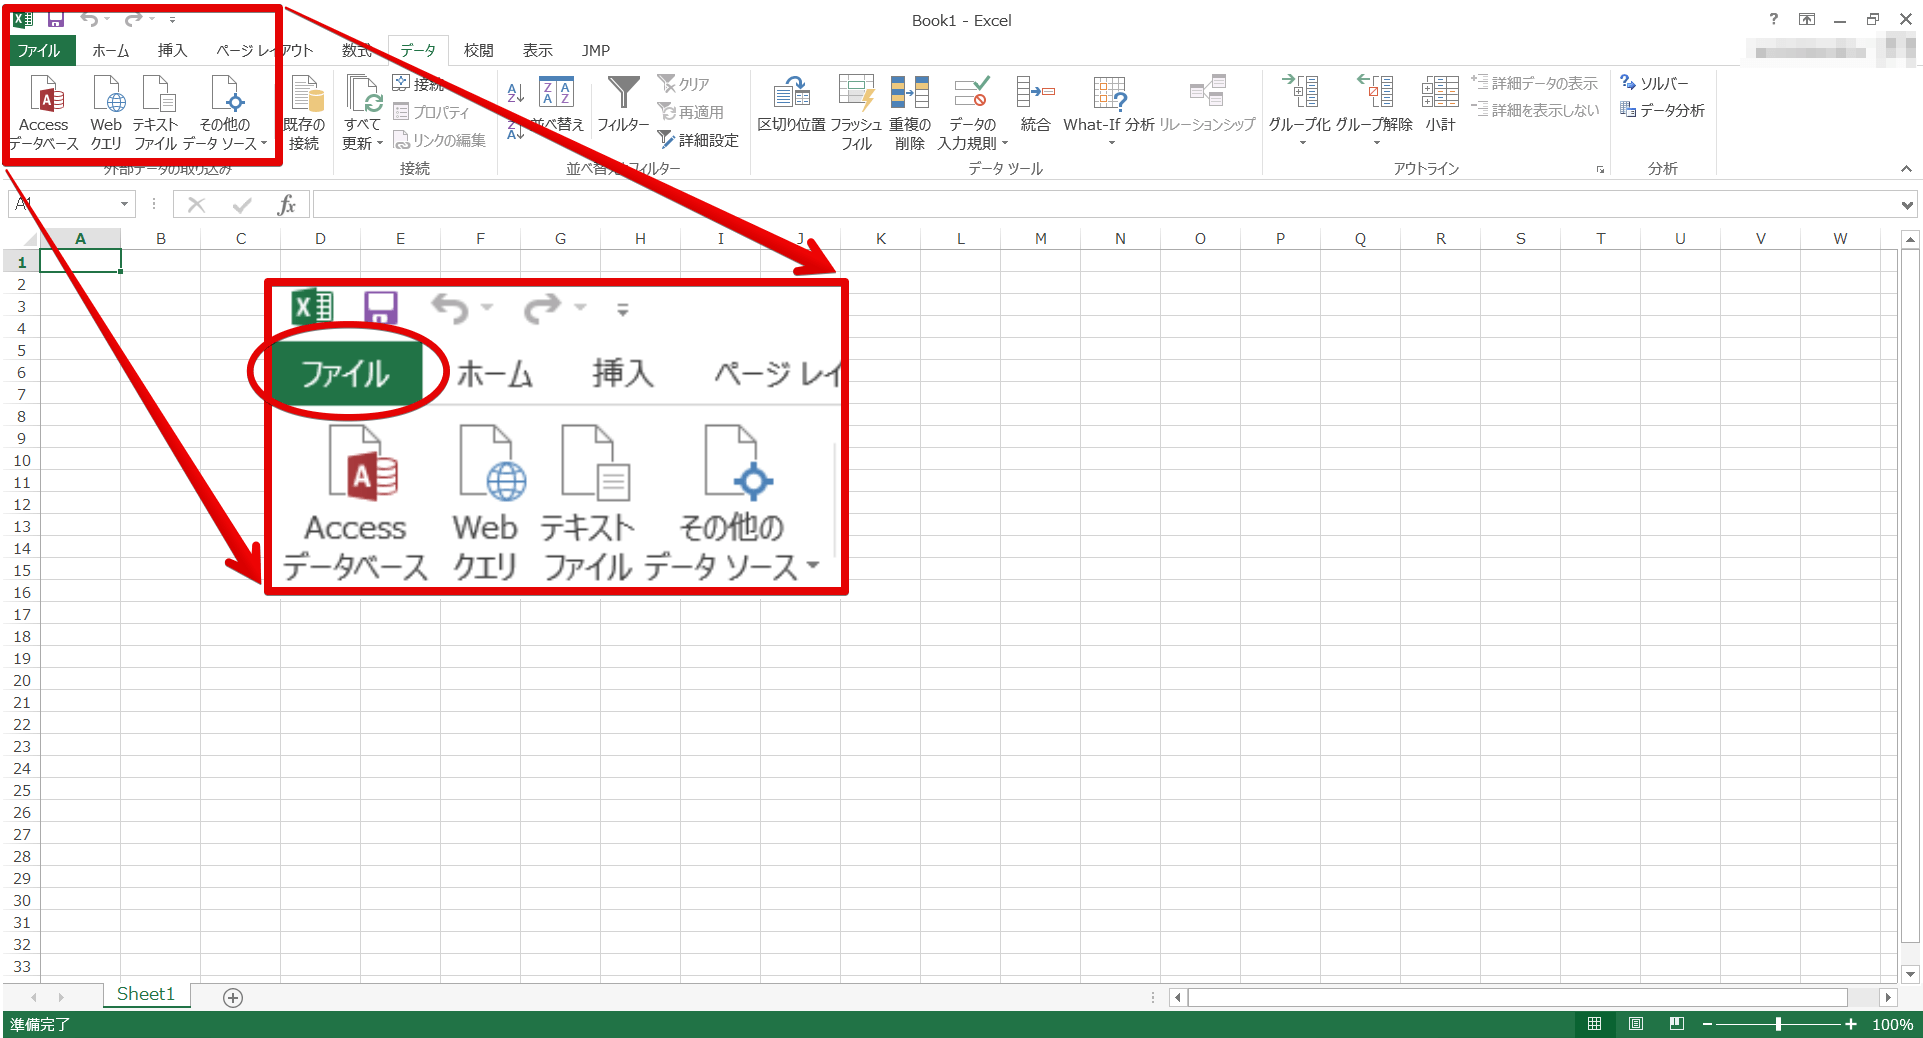 Book1 - Excel
?
ファイル ホーム 挿入 ページ レイアウト 数式 データ 校閲 表示 JMP
Access データベース
Web クエリ
テキスト ファイル
その他の データ ソース
既存の 接続
外部データの取り込み
すべて 更新
接続
プロパティ
リンクの編集
接続
並べ替え
フィルター
クリア
再適用
詳細設定
並べ替えとフィルター
区切り位置
フラッシュ フィル
重複の 削除
データの 入力規則
統合
What-If 分析
リレーションシップ
データ ツール
グループ化
グループ解除
小計
詳細データの表示
詳細を表示しない
アウトライン
ソルバー
データ分析
分析
A1
fx
A B C D E F G H I J K L M N O P Q R S T U V W
1
2
3
4
5
6
7
8
9
10
11
12
13
14
15
16
17
18
19
20
21
22
23
24
25
26
27
28
29
30
31
32
33
ファイル ホーム 挿入 ページ レイ
Access Web テキスト その他の
データベース クエリ ファイル データ ソース
Sheet1
準備完了
100%